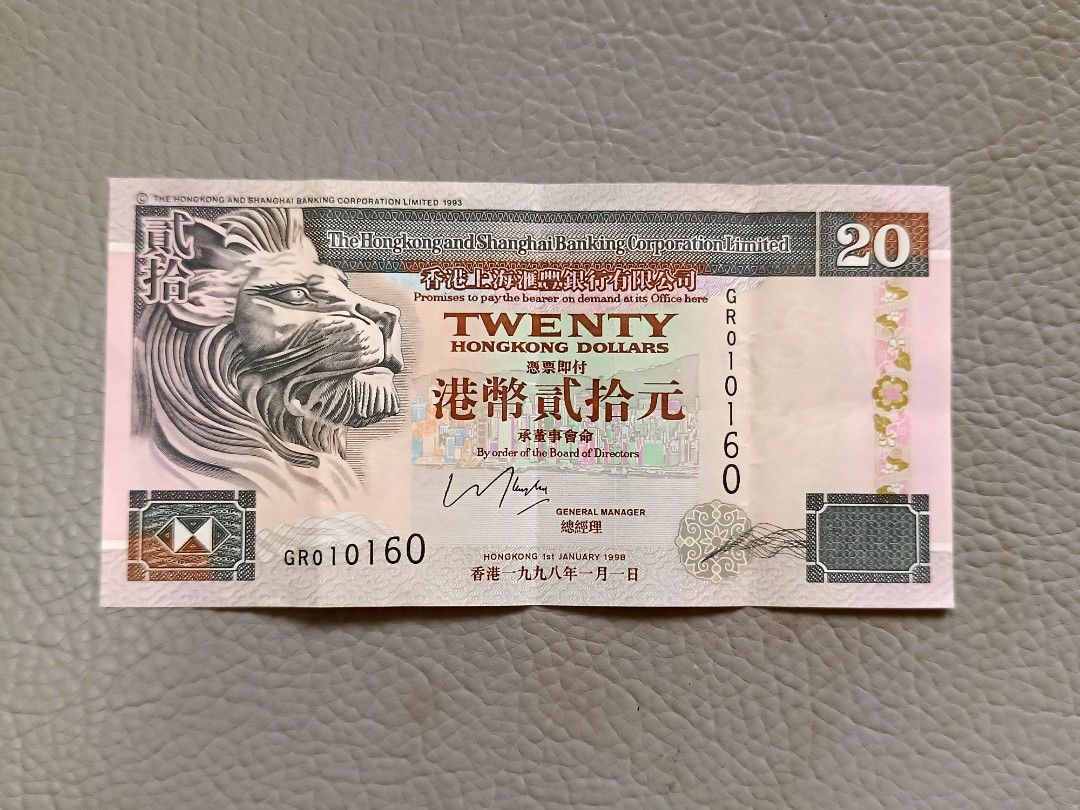 © THE HONGKONG AND SHANGHAI BANKING CORPORATION LIMITED 1993
貳拾
The Hongkong and Shanghai Banking Corporation Limited
20
香港上海滙豐銀行有限公司
Promises to pay the bearer on demand at its Office here
TWENTY
HONGKONG DOLLARS
憑票即付
港幣貳拾元
承董事會命
By order of the Board of Directors
GR010160
GENERAL MANAGER
總經理
GR010160
HONGKONG 1st JANUARY 1998
香港一九九八年一月一日